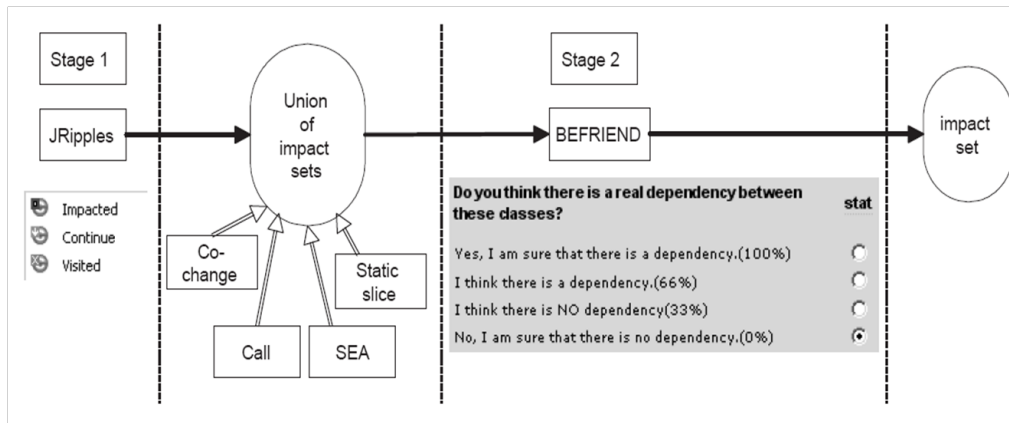 Stage 1
JRipples
Impacted
Continue
Visited
Union
of
impact
sets
Co-
change
Call
SEA
Static
slice
Stage 2
BEFRIEND
Do you think there is a real dependency between
these classes?
stat
Yes, I am sure that there is a dependency.(100%)
I think there is a dependency.(66%)
I think there is NO dependency(33%)
No, I am sure that there is no dependency.(0%)
impact
set